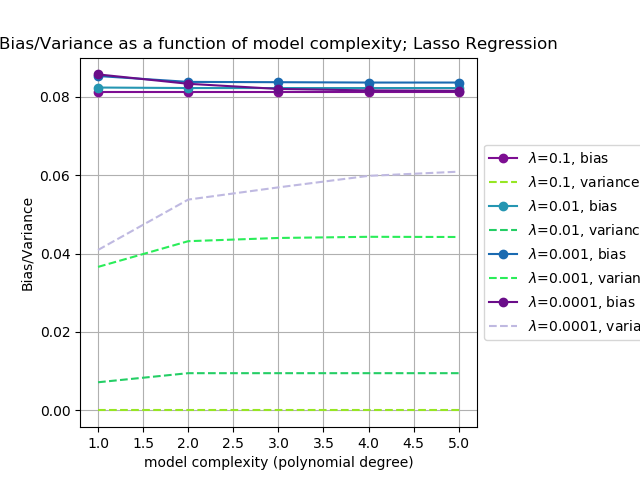 Bias/Variance as a function of model complexity; Lasso Regression
0.08
0.06
0.04
0.02
0.00
Bias/Variance
1.0 1.5 2.0 2.5 3.0 3.5 4.0 4.5 5.0
model complexity (polynomial degree)
λ=0.1, bias
λ=0.1, variance
λ=0.01, bias
λ=0.01, varianc
λ=0.001, bias
λ=0.001, varian
λ=0.0001, bias
λ=0.0001, varia